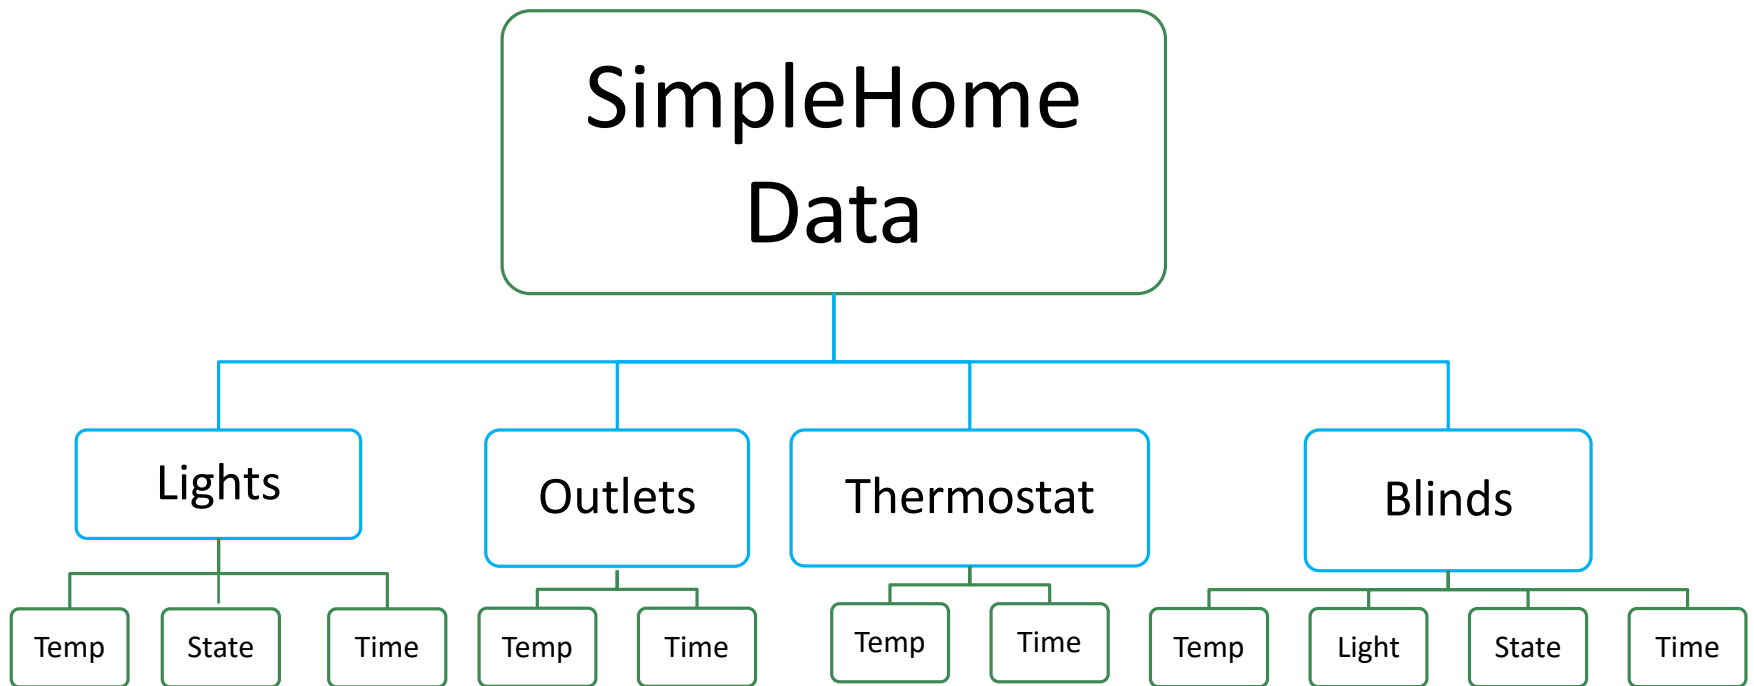 SimpleHome
Data
Lights
Outlets
Thermostat
Blinds
Temp
State
Time
Temp
Time
Temp
Time
Temp
Light
State
Time